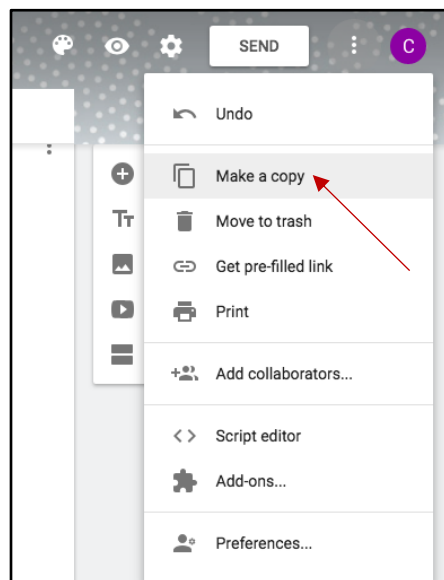 SEND
C
Undo
Make a copy
Tт
Move to trash
Get pre-filled link
Print
Add collaborators...
Script editor
Add-ons...
Preferences...